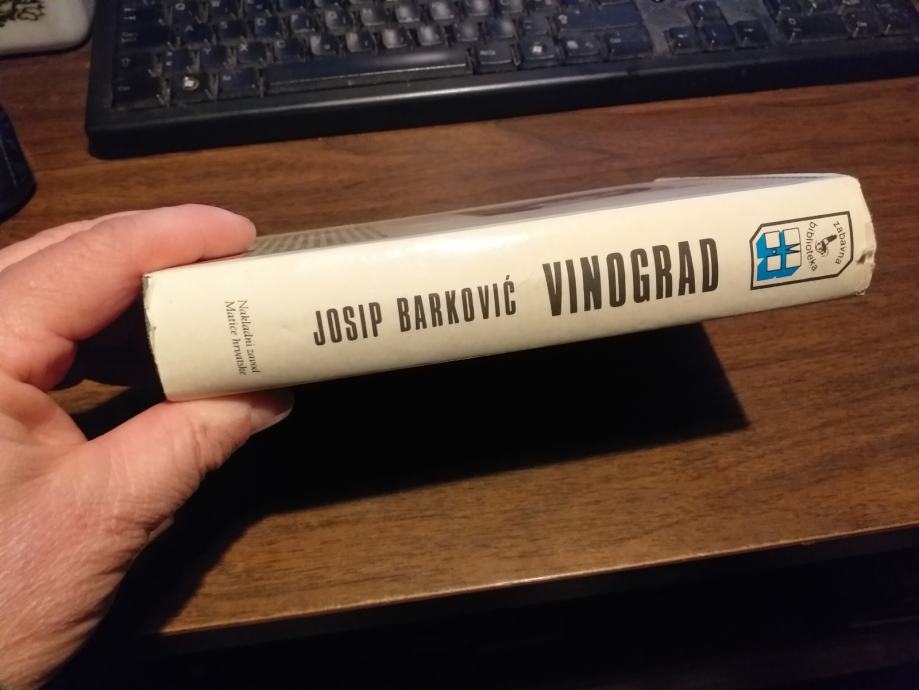 Nakladni zavod
Matice hrvatske
JOSIP BARKOVIĆ VINOGRAD
zabavna
biblioteka